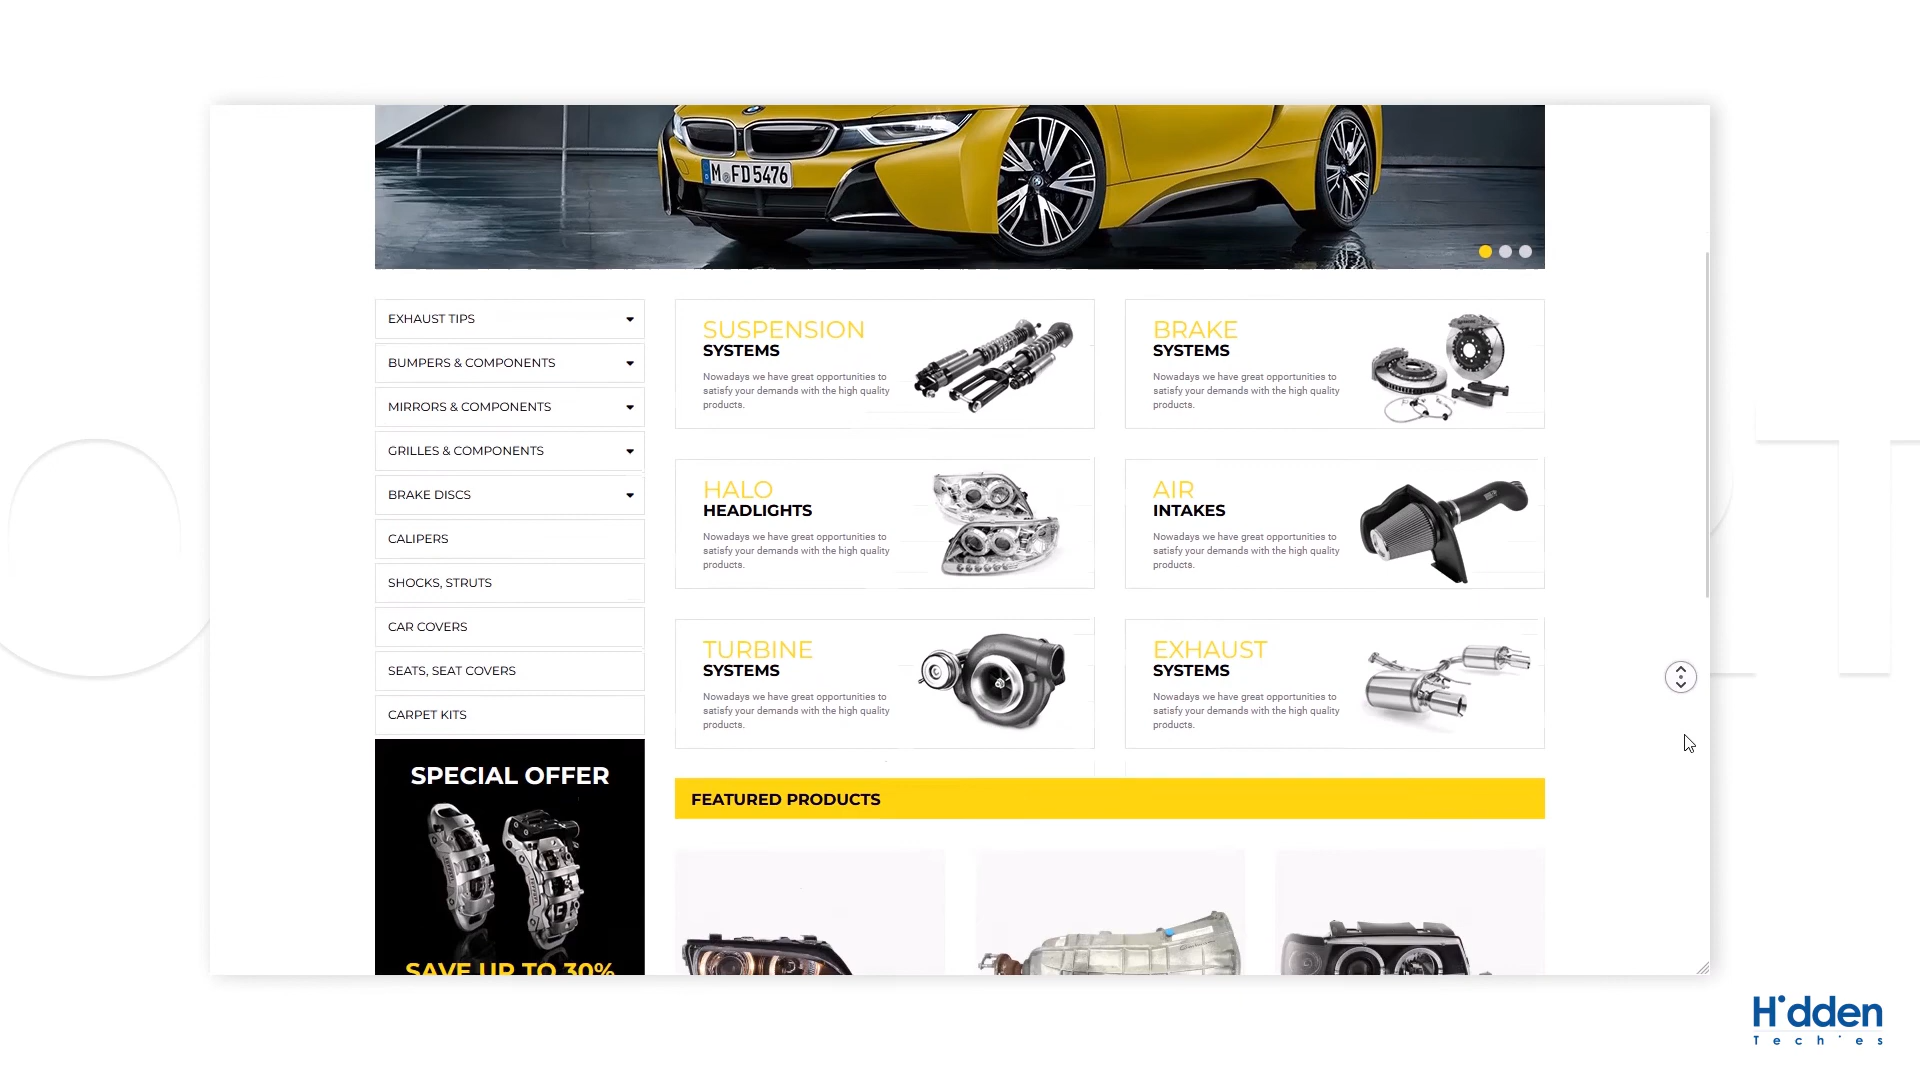 M FD 5476
EXHAUST TIPS
BUMPERS & COMPONENTS
MIRRORS & COMPONENTS
GRILLES & COMPONENTS
BRAKE DISCS
CALIPERS
SHOCKS, STRUTS
CAR COVERS
SEATS, SEAT COVERS
CARPET KITS
SPECIAL OFFER
SAVE UP TO 30%
SUSPENSION
SYSTEMS
Nowadays we have great opportunities to
satisfy your demands with the high quality
products.
BRAKE
SYSTEMS
Nowadays we have great opportunities to
satisfy your demands with the high quality
products.
HALO
HEADLIGHTS
Nowadays we have great opportunities to
satisfy your demands with the high quality
products.
AIR
INTAKES
Nowadays we have great opportunities to
satisfy your demands with the high quality
products.
TURBINE
SYSTEMS
Nowadays we have great opportunities to
satisfy your demands with the high quality
products.
EXHAUST
SYSTEMS
Nowadays we have great opportunities to
satisfy your demands with the high quality
products.
FEATURED PRODUCTS
Hidden
Techies